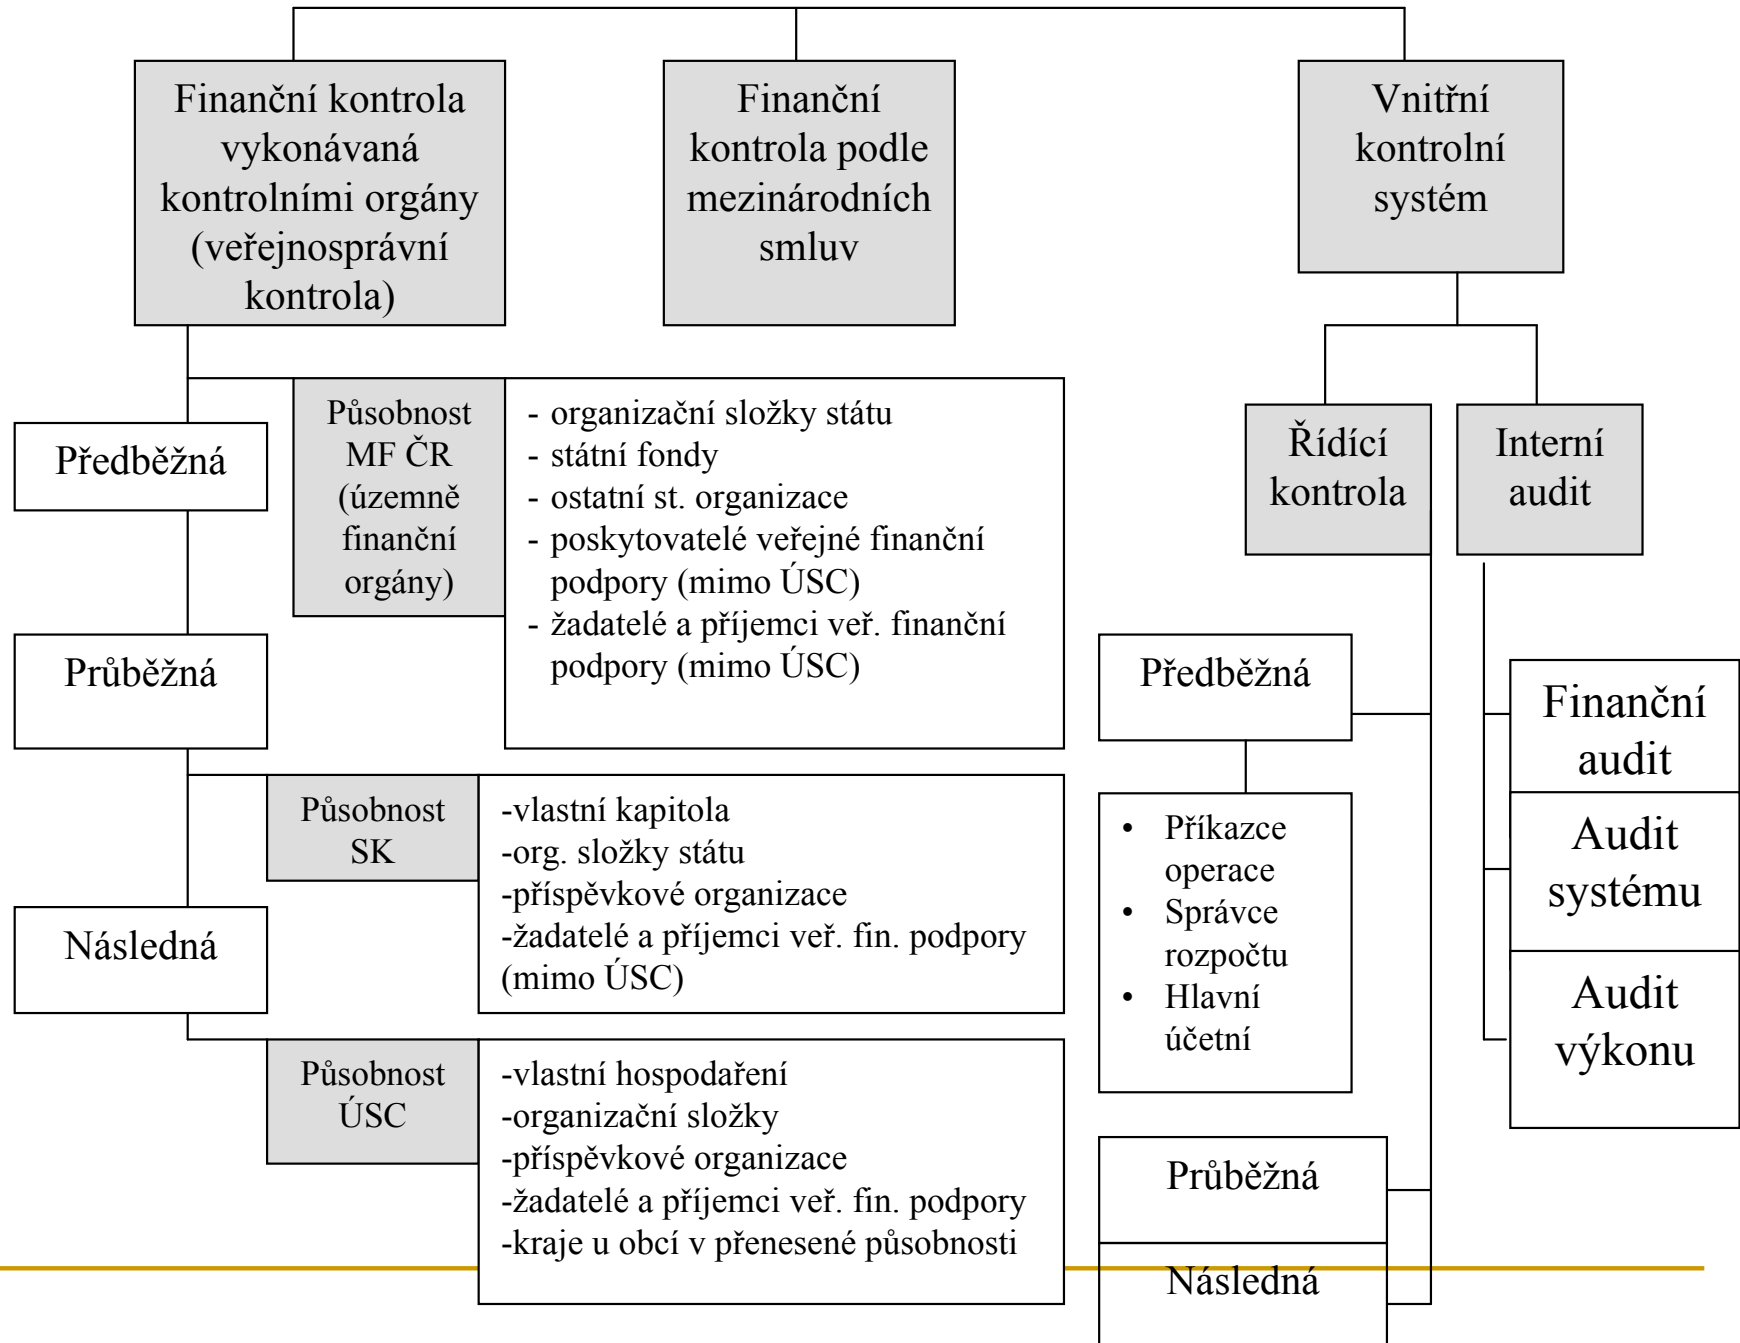 Finanční kontrola
vykonávaná
kontrolními orgány
(veřejnosprávní
kontrola)
Finanční
kontrola podle
mezinárodních
smluv
Vnitřní
kontrolní
systém
Předběžná
Průběžná
Následná
Působnost
MF ČR
(územně
finanční
orgány)
- organizační složky státu
- státní fondy
- ostatní st. organizace
- poskytovatelé veřejné finanční
podpory (mimo ÚSC)
- žadatelé a příjemci veř. finanční
podpory (mimo ÚSC)
Působnost
SK
-vlastní kapitola
-org. složky státu
-příspěvkové organizace
-žadatelé a příjemci veř. fin. podpory
(mimo ÚSC)
Působnost
ÚSC
-vlastní hospodaření
-organizační složky
-příspěvkové organizace
-žadatelé a příjemci veř. fin. podpory
-kraje u obcí v přenesené působnosti
Řídící
kontrola
Interní
audit
Předběžná
• Příkazce
operace
• Správce
rozpočtu
• Hlavní
účetní
Průběžná
Následná
Finanční
audit
Audit
systému
Audit
výkonu